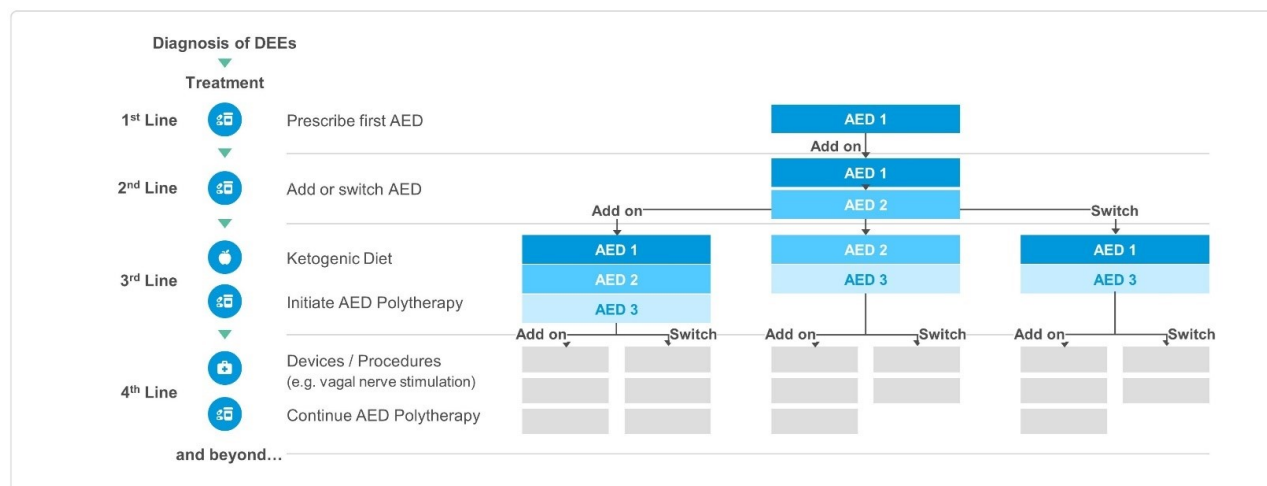 Diagnosis of DEEs
Treatment
1st Line
Prescribe first AED
AED 1
Add on
2nd Line
Add or switch AED
AED 1
AED 2
Add on
Switch
3rd Line
Ketogenic Diet
Initiate AED Polytherapy
AED 1
AED 2
AED 3
AED 2
AED 3
AED 1
AED 3
Add on
Switch
Add on
Switch
Add on
Switch
4th Line
Devices / Procedures
(e.g. vagal nerve stimulation)
Continue AED Polytherapy
and beyond…